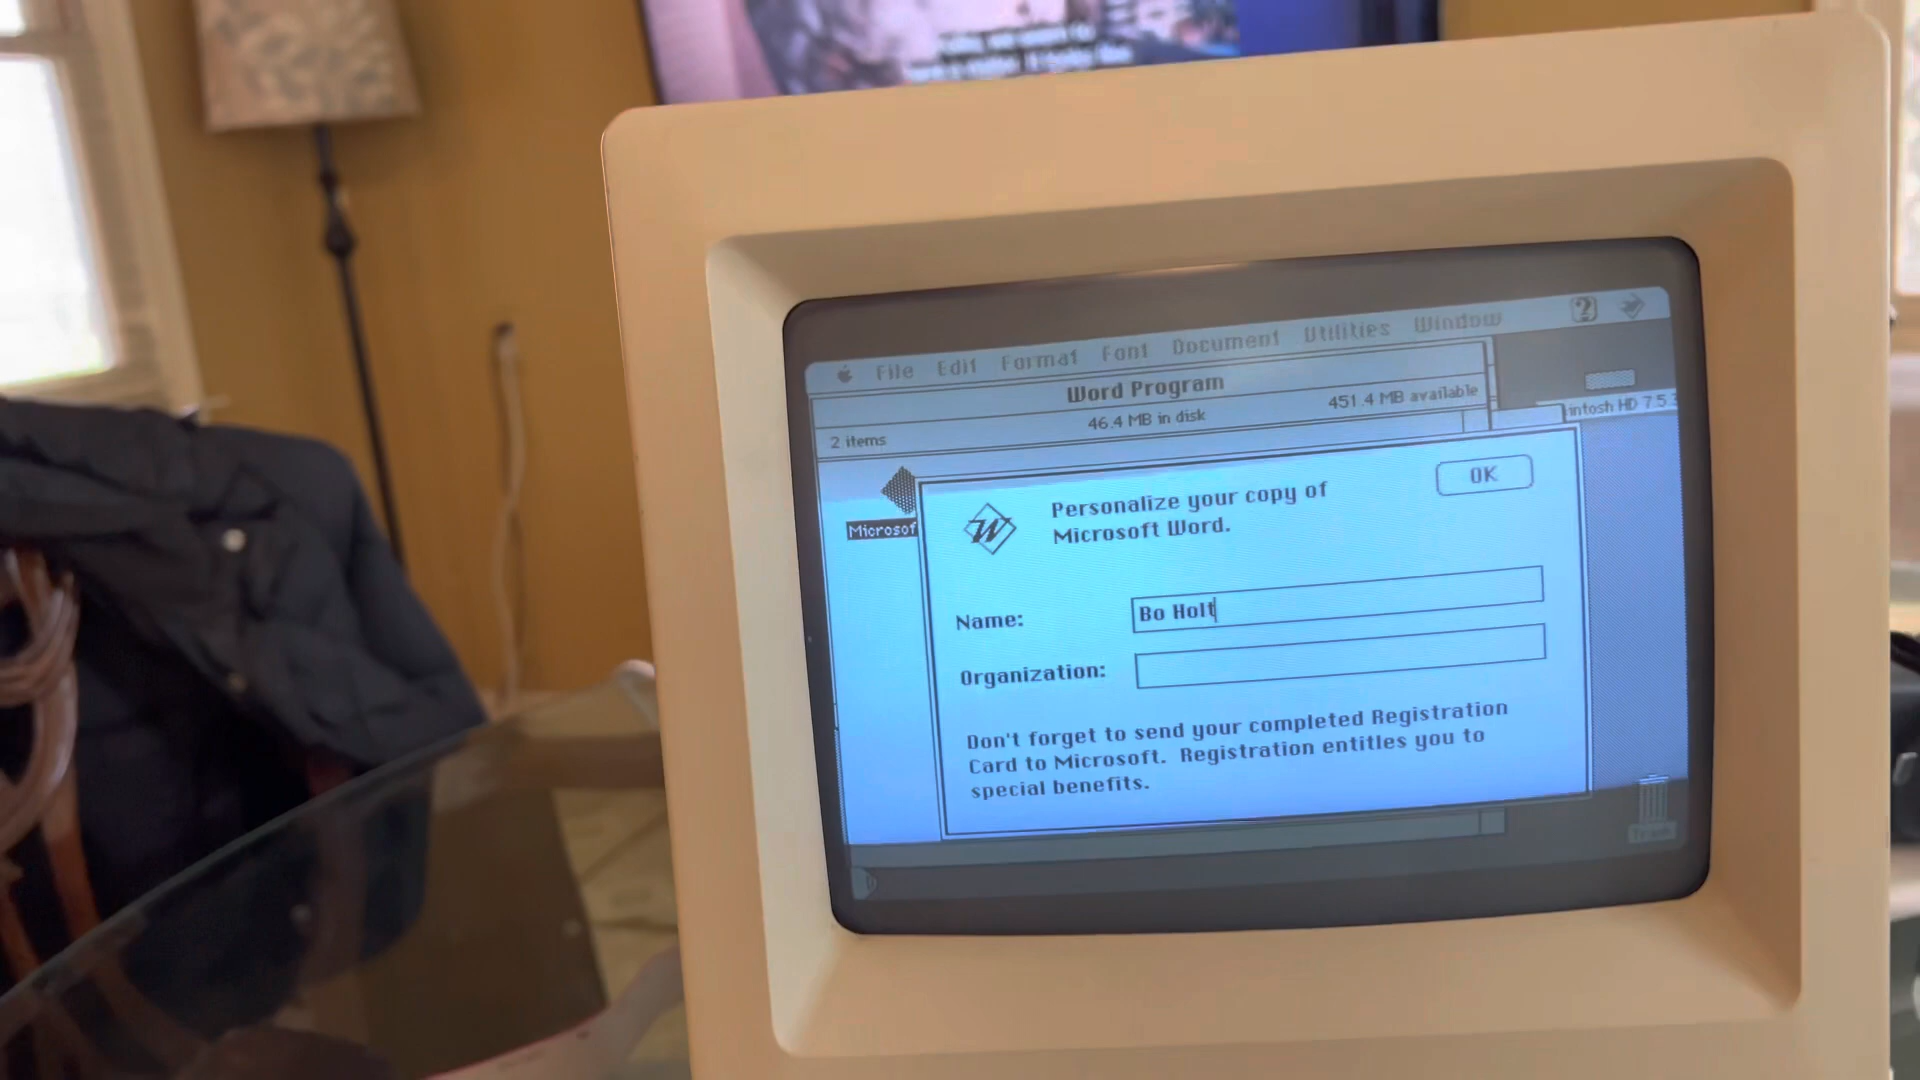 File Edit Format Font Document Utilities Window
Word Program
2 items 46.4 MB in disk 451.4 MB available
intosh HD 7.5
Microsof
Personalize your copy of
Microsoft Word.
OK
Name: Bo Holt
Organization:
Don't forget to send your completed Registration
Card to Microsoft. Registration entitles you to
special benefits.
Trash